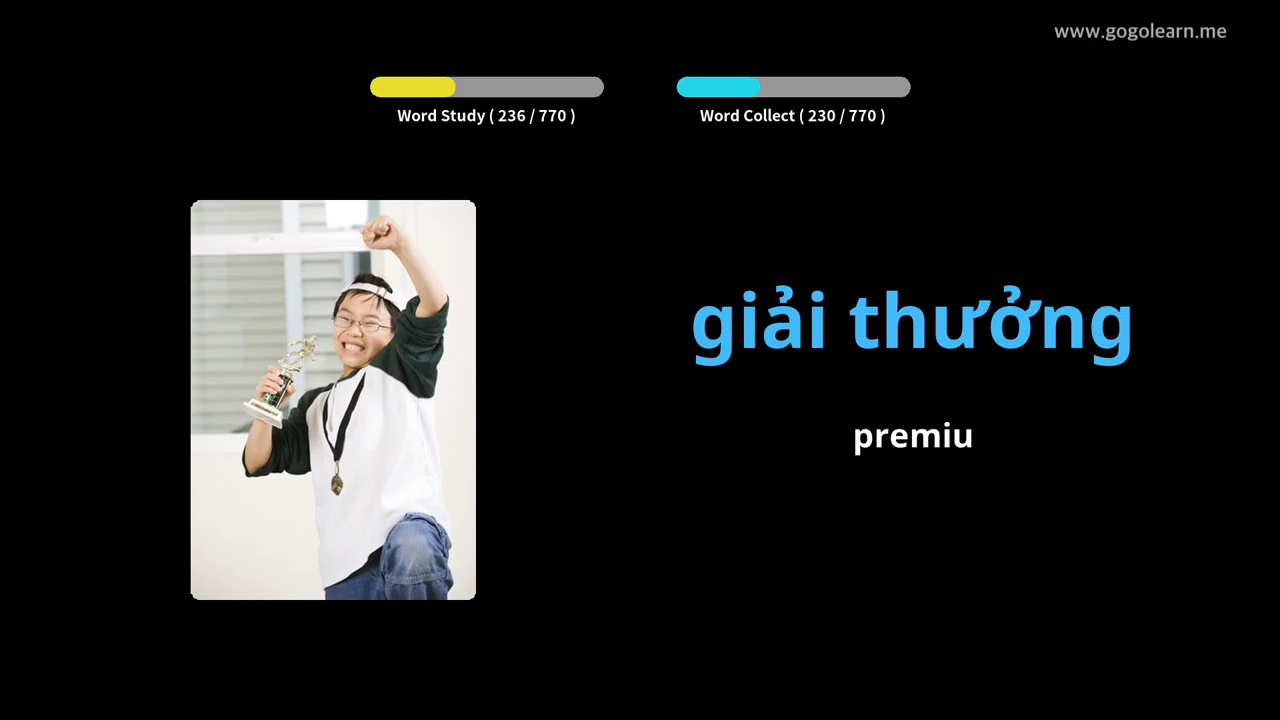 www.gogolearn.me
Word Study ( 236 / 770 )
Word Collect ( 230 / 770 )
giải thưởng
premiu